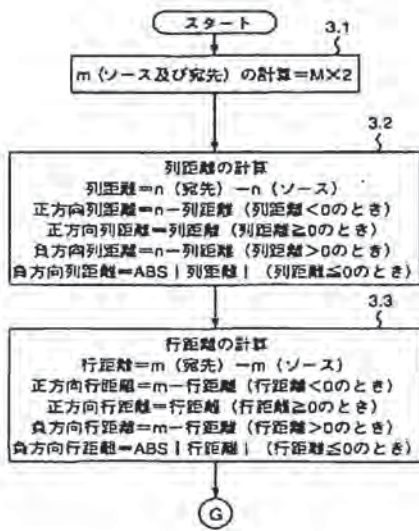 スタート
3.1
m(ソース及び宛先)の計算=M×2
3.2
列距離の計算
列距離=n(宛先)-n(ソース)
正方向列距離=n-列距離(列距離<0のとき)
正方向列距離=列距離(列距離≧0のとき)
負方向列距離=n-列距離(列距離>0のとき)
負方向列距離=ABS|列距離|(列距離≦0のとき)
3.3
行距離の計算
行距離=m(宛先)-m(ソース)
正方向行距離=m-行距離(行距離<0のとき)
正方向行距離=行距離(行距離≧0のとき)
負方向行距離=m-行距離(行距離>0のとき)
負方向行距離=ABS|行距離|(行距離≦0のとき)
G